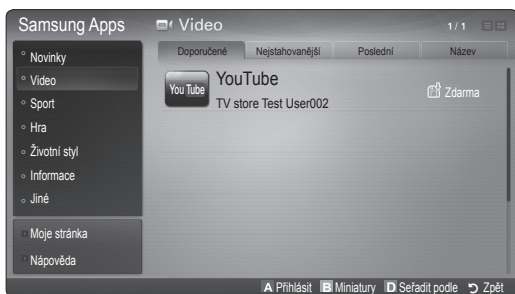 Samsung Apps
Video
1/1
Novinky
Video
Sport
Hra
Životní styl
Informace
Jiné
Moje stránka
Nápověda
Doporučené Nejstahovanější Poslední Název
You Tube
YouTube
TV store Test User002
Zdarma
A Přihlásit B Miniatury D Seřadit podle Zpět